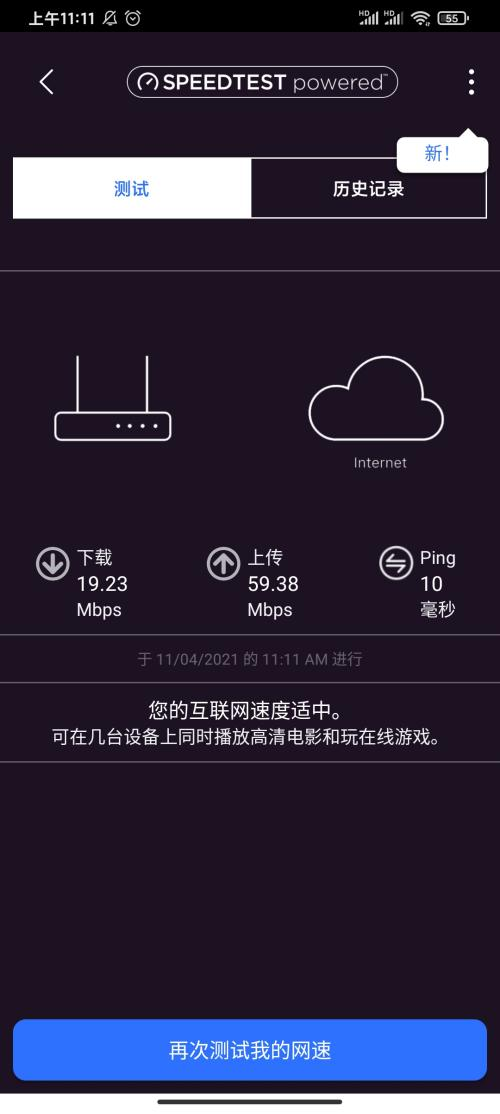 上午11:11
HD HD 55
SPEEDTEST powered™
新!
测试
历史记录
Internet
下载
19.23
Mbps
上传
59.38
Mbps
Ping
10
毫秒
于 11/04/2021 的 11:11 AM 进行
您的互联网速度适中。
可在几台设备上同时播放高清电影和玩在线游戏。
再次测试我的网速